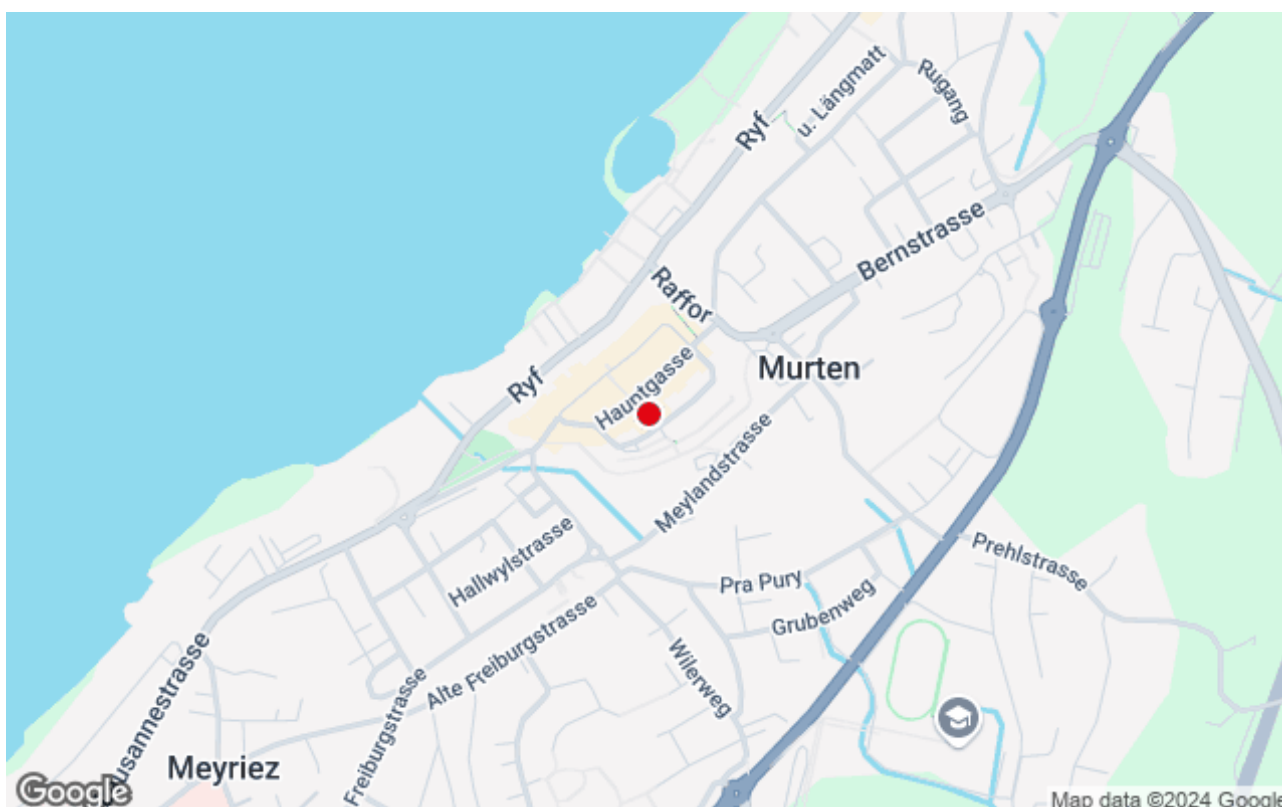 Rugang
u. Längmatt
Ryf
Bernstrasse
Raffor
Murten
Hauntgasse
Ryf
Meylandstrasse
Prehlstrasse
Hallwylstrasse
Pra Pury
Grubenweg
Alte Freiburgstrasse
Wilerweg
usannestrasse
Freiburgstrasse
Meyriez
Google
Map data ©2024 Google